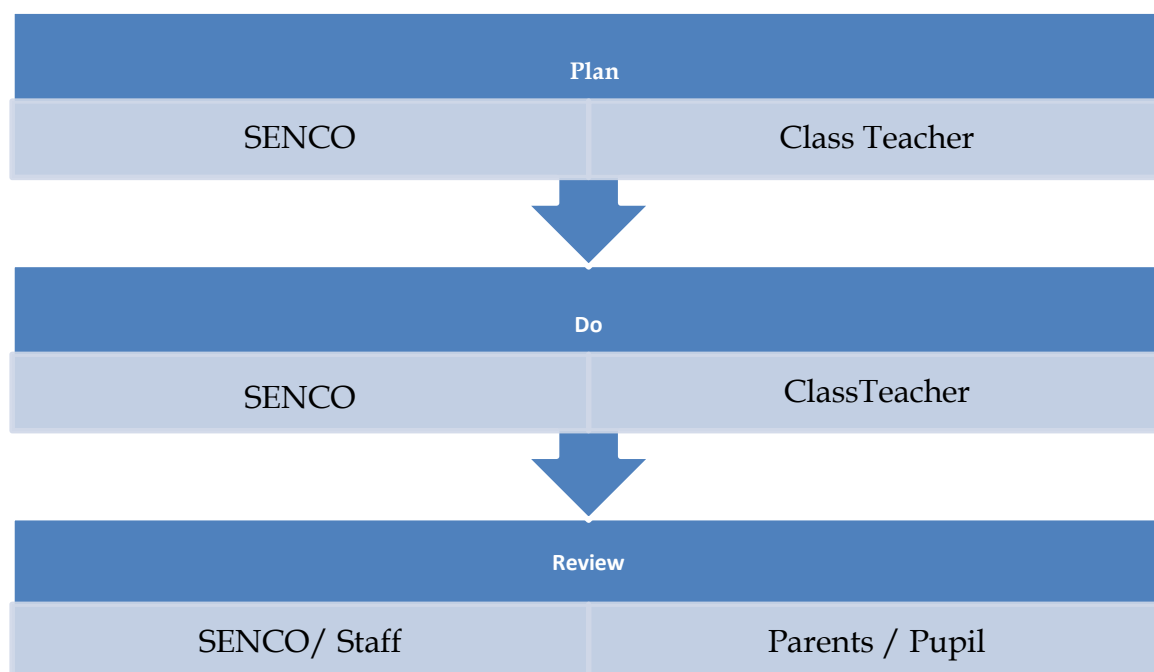 Plan
SENCO Class Teacher
Do
SENCO ClassTeacher
Review
SENCO/ Staff Parents / Pupil